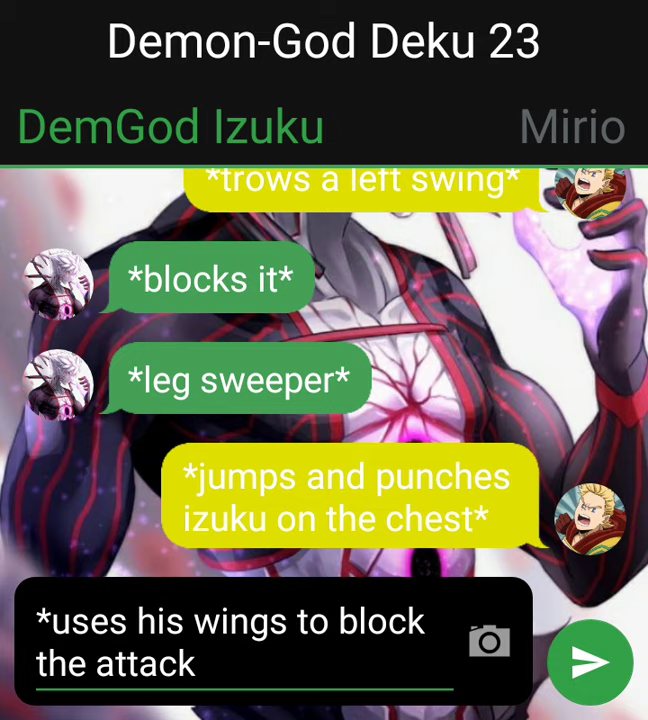 Demon-God Deku 23
DemGod Izuku
Mirio
*trows a left swing*
*blocks it*
*leg sweeper*
*jumps and punches
izuku on the chest*
*uses his wings to block
the attack